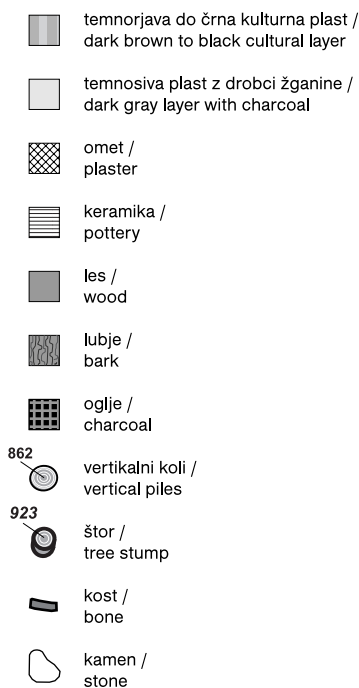 temnorjava do črna kulturna plast /
dark brown to black cultural layer
temnosiva plast z drobci žganine /
dark gray layer with charcoal
omet /
plaster
keramika /
pottery
les /
wood
lubje /
bark
oglje /
charcoal
862
vertikalni koli /
vertical piles
923
štor /
tree stump
kost /
bone
kamen /
stone